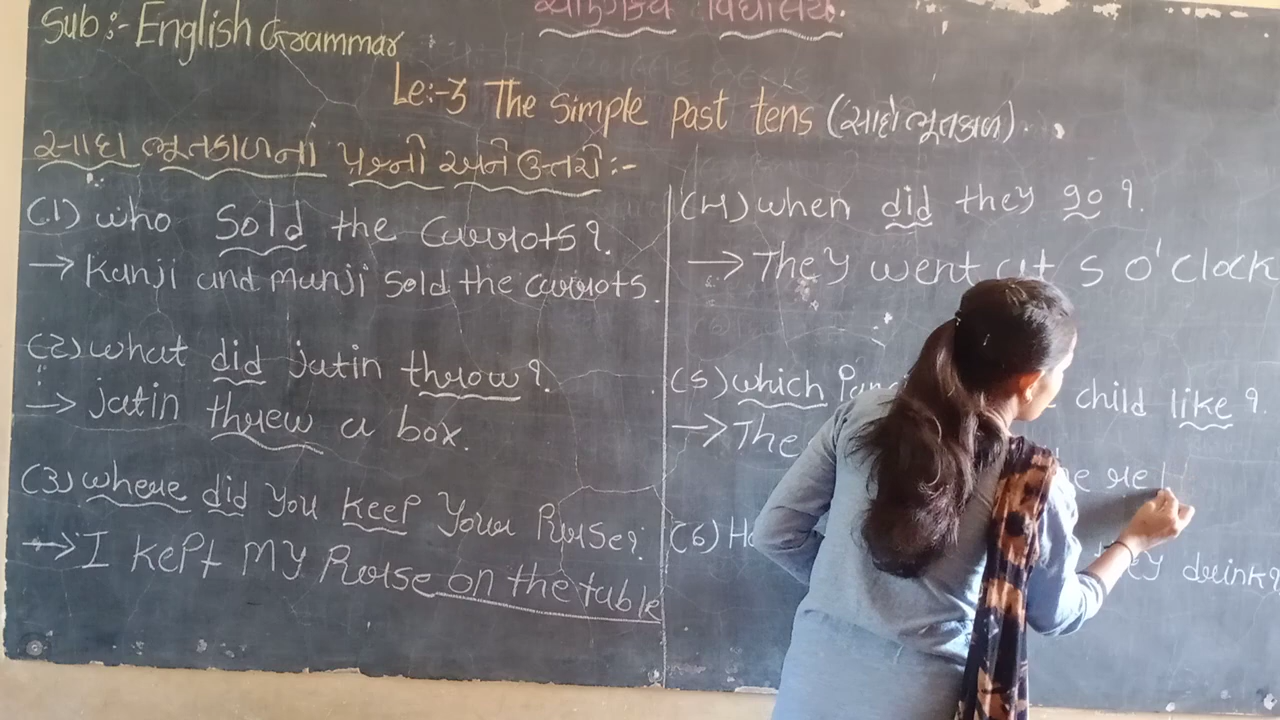 વિદ્યાલય.
Sub:- English Grammar
Le:-3 The Simple Past tens (સાદો ભૂતકાળ).
સાદા ભૂતકાળના પ્રશ્નો અને ઉત્તરો:-
(1) who sold the carrots?
→ Kanji and manji sold the carrots.
(2) what did jatin throw?
→ jatin threw a box.
(3) where did you keep your Purse?
→ I kept my Purse on the table
(4) when did they go?
→ They went at 5 o'clock
(5) which child like?
→ The
re
(6)
drink?